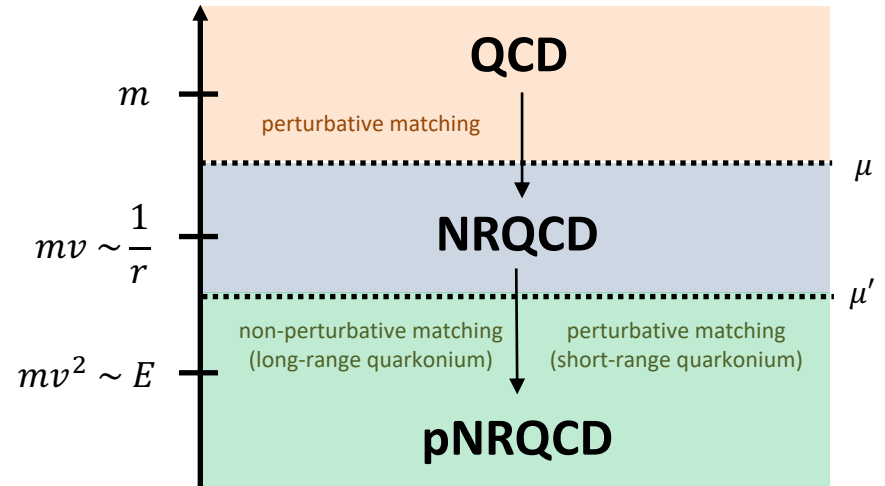 QCD
m
perturbative matching
μ
NRQCD
mv ~ 1/r
μ′
non-perturbative matching
(long-range quarkonium)
perturbative matching
(short-range quarkonium)
mv² ~ E
pNRQCD